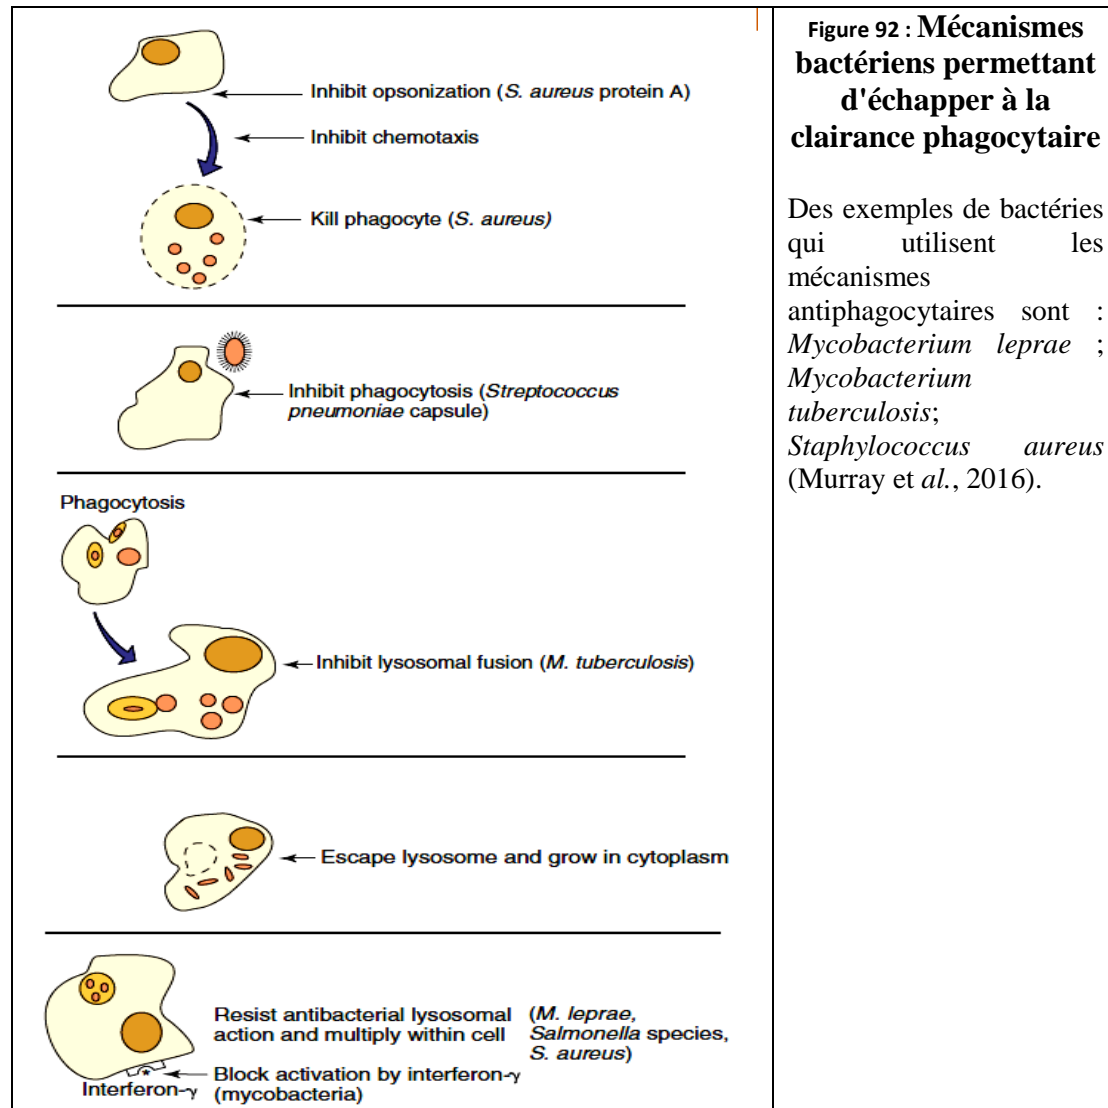 Inhibit opsonization (S. aureus protein A)
Inhibit chemotaxis
Kill phagocyte (S. aureus)
Inhibit phagocytosis (Streptococcus
pneumoniae capsule)
Phagocytosis
Inhibit lysosomal fusion (M. tuberculosis)
Escape lysosome and grow in cytoplasm
Resist antibacterial lysosomal
action and multiply within cell
(M. leprae,
Salmonella species,
S. aureus)
Block activation by interferon-γ
(mycobacteria)
Interferon-γ
Figure 92 : Mécanismes
bactériens permettant
d'échapper à la
clairance phagocytaire
Des exemples de bactéries
qui utilisent les
mécanismes
antiphagocytaires sont :
Mycobacterium leprae ;
Mycobacterium
tuberculosis;
Staphylococcus aureus
(Murray et al., 2016).